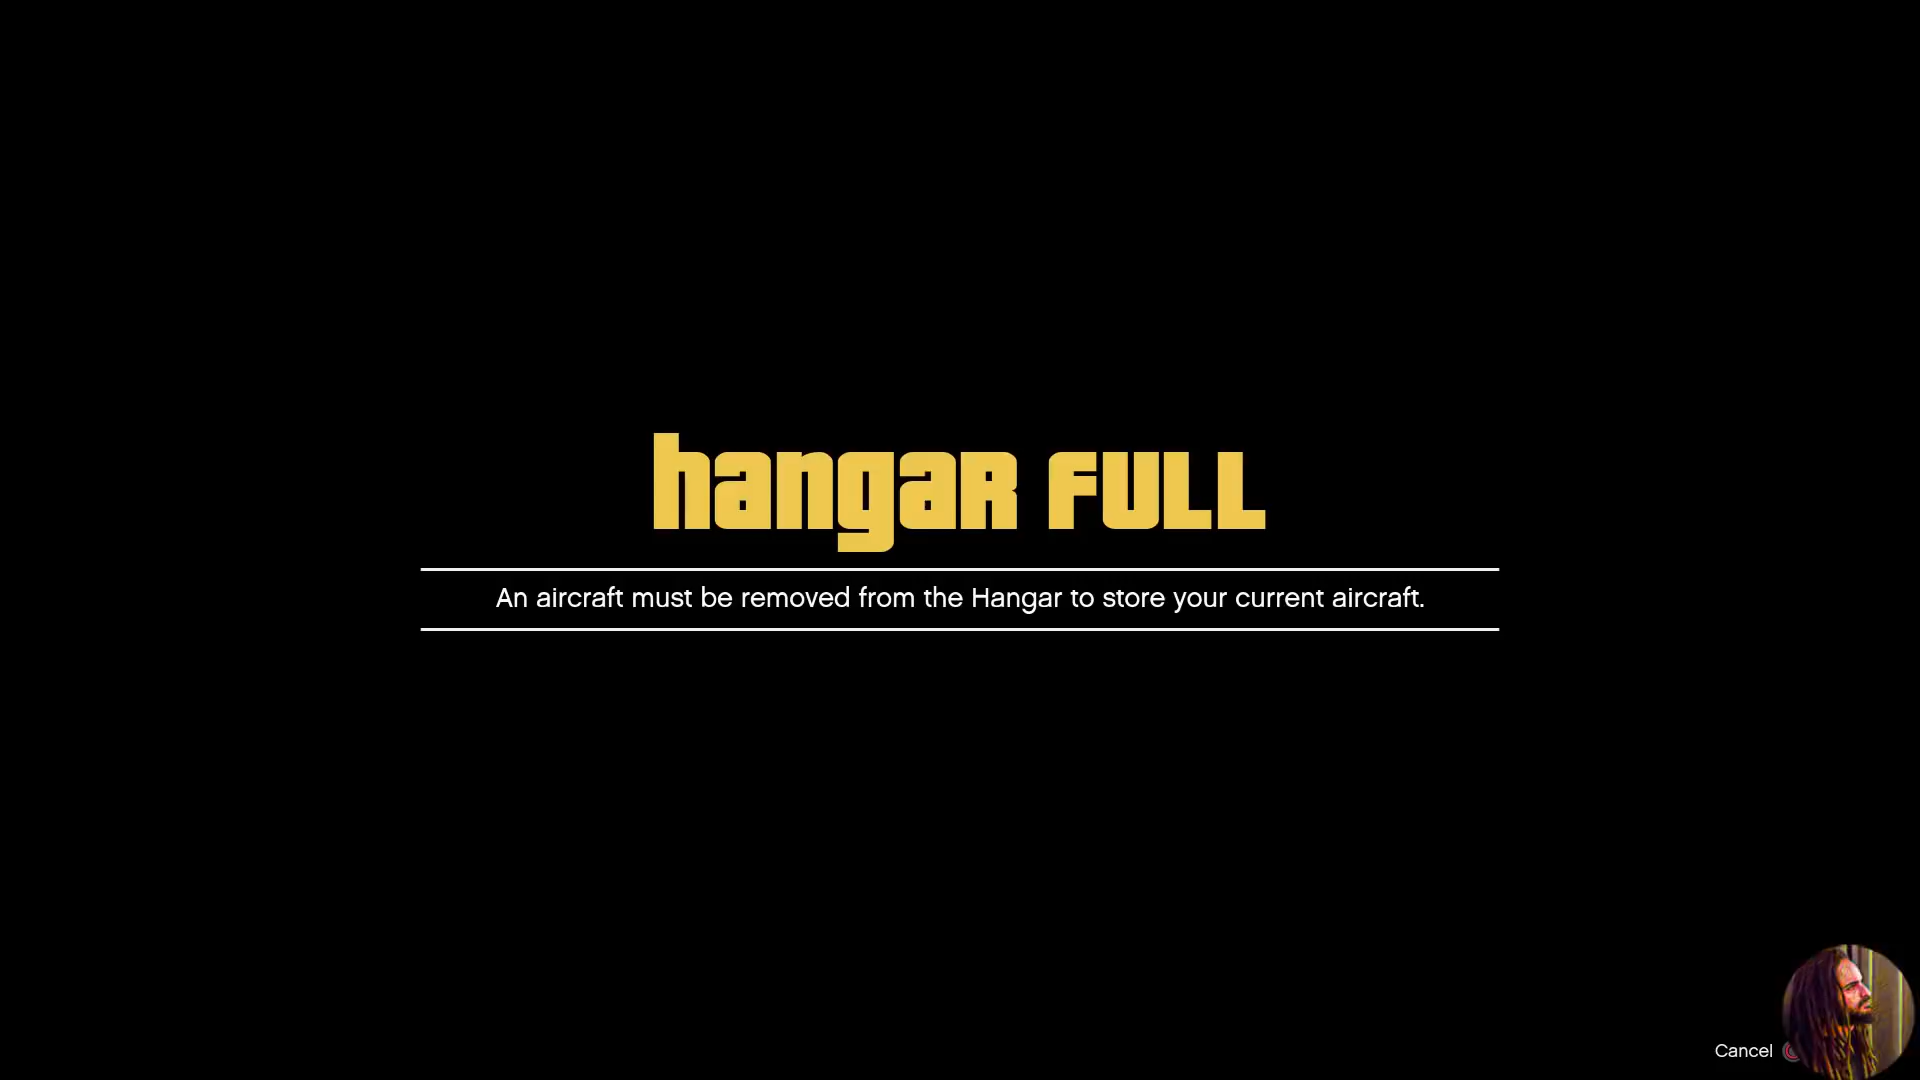 hangar FULL
An aircraft must be removed from the Hangar to store your current aircraft.
Cancel